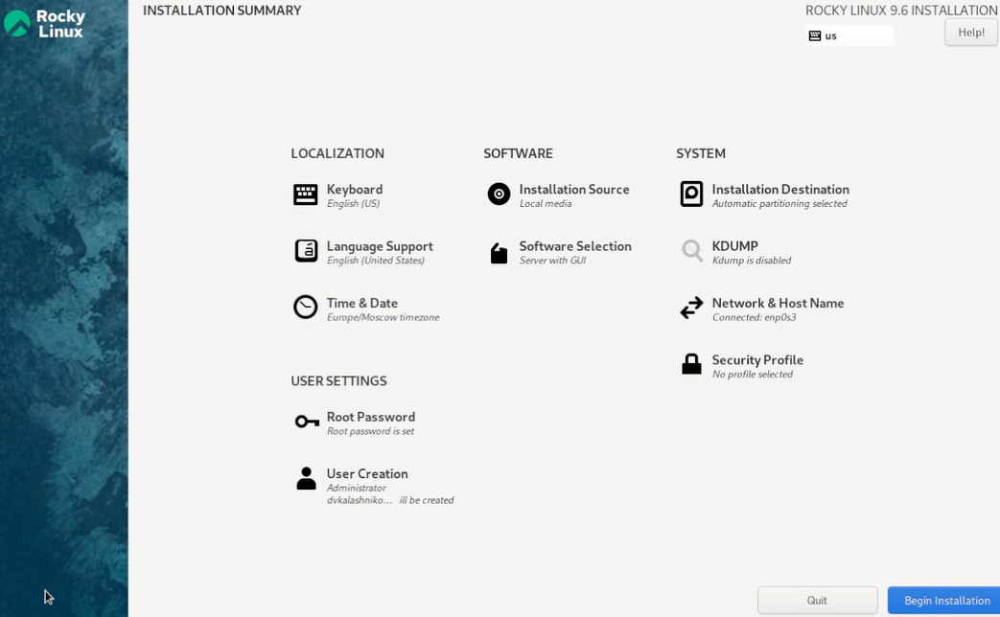 Rocky
Linux
INSTALLATION SUMMARY
ROCKY LINUX 9.6 INSTALLATION
us
Help!
LOCALIZATION
Keyboard
English (US)
Language Support
English (United States)
Time & Date
Europe/Moscow timezone
SOFTWARE
Installation Source
Local media
Software Selection
Server with GUI
SYSTEM
Installation Destination
Automatic partitioning selected
KDUMP
Kdump is disabled
Network & Host Name
Connected: enp0s3
Security Profile
No profile selected
USER SETTINGS
Root Password
Root password is set
User Creation
Administrator
dvkalashniko... ill be created
Quit
Begin Installation